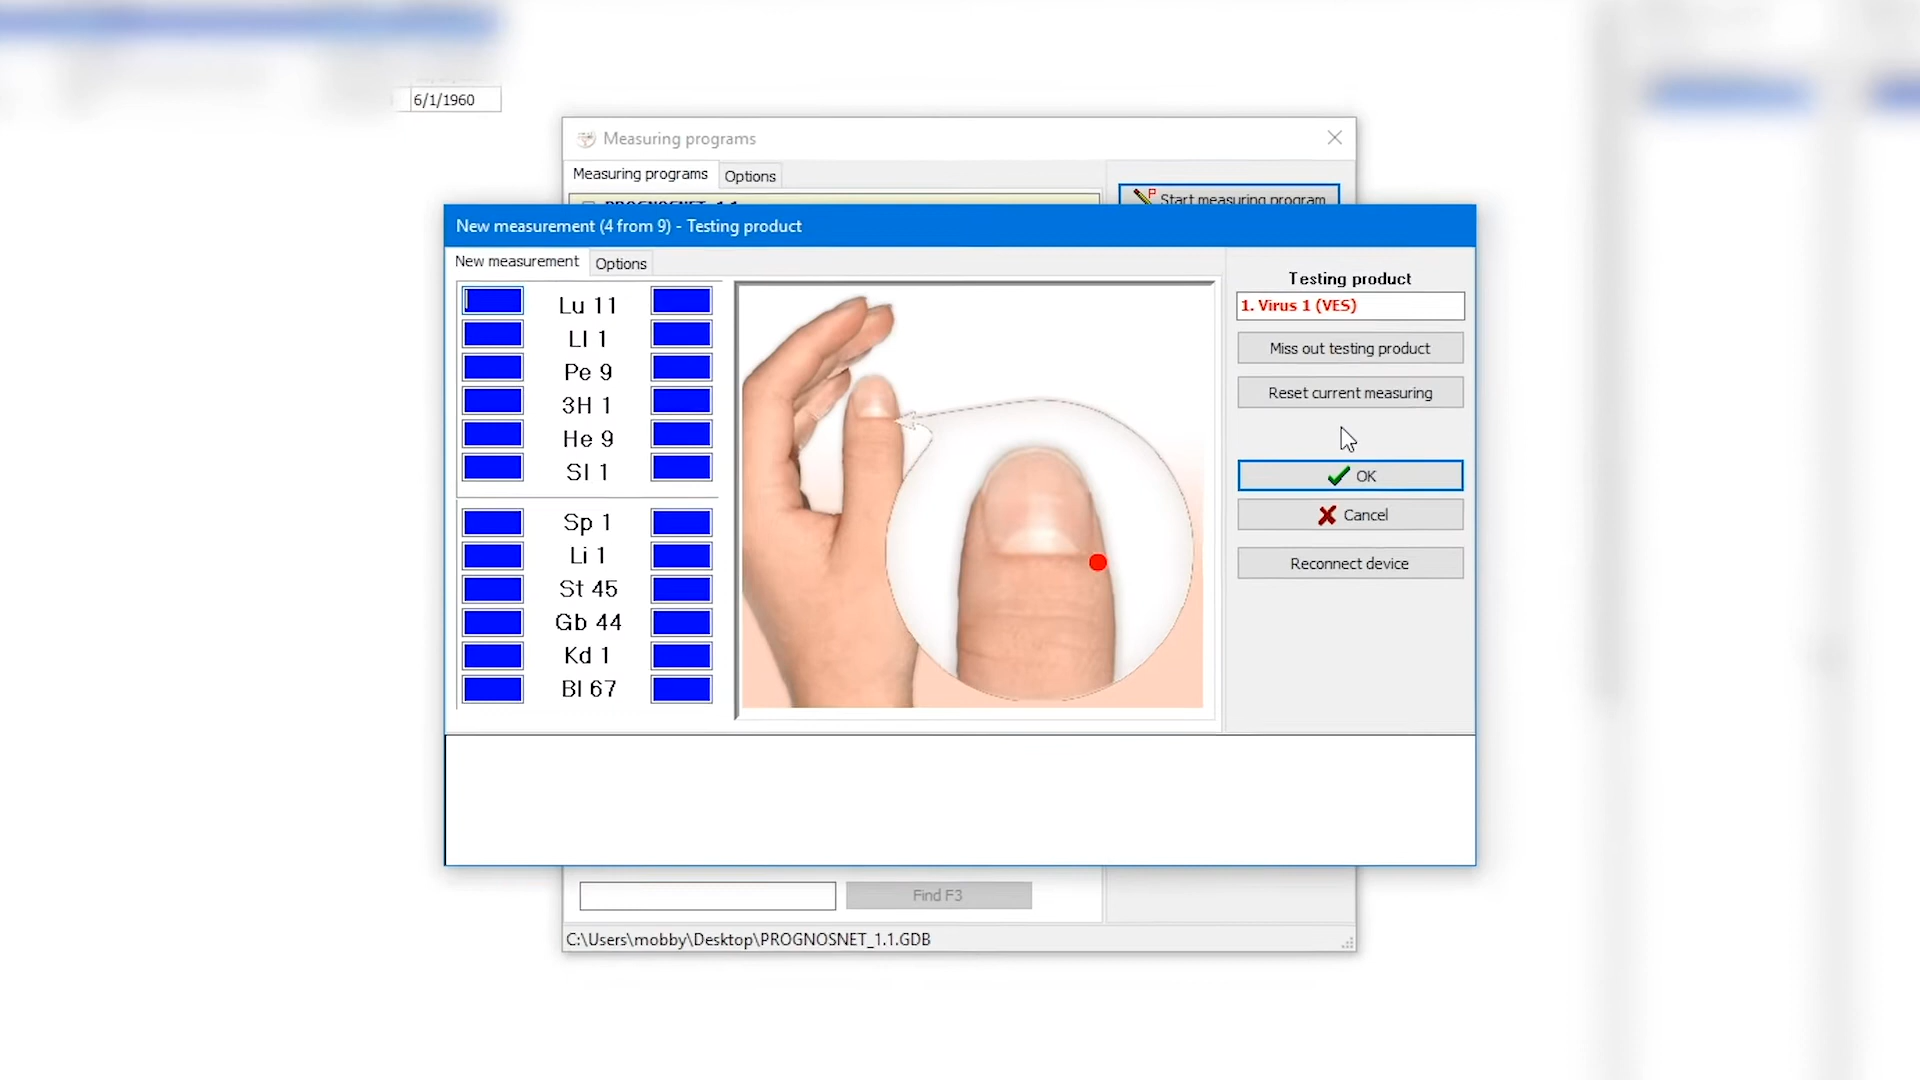 6/1/1960
Measuring programs
Measuring programs
Options
Start measuring program
New measurement (4 from 9) - Testing product
New measurement
Options
Lu 11
LI 1
Pe 9
3H 1
He 9
SI 1
Sp 1
Li 1
St 45
Gb 44
Kd 1
Bl 67
Testing product
1. Virus 1 (VES)
Miss out testing product
Reset current measuring
OK
Cancel
Reconnect device
Find F3
C:\Users\mobby\Desktop\PROGNOSNET_1.1.GDB